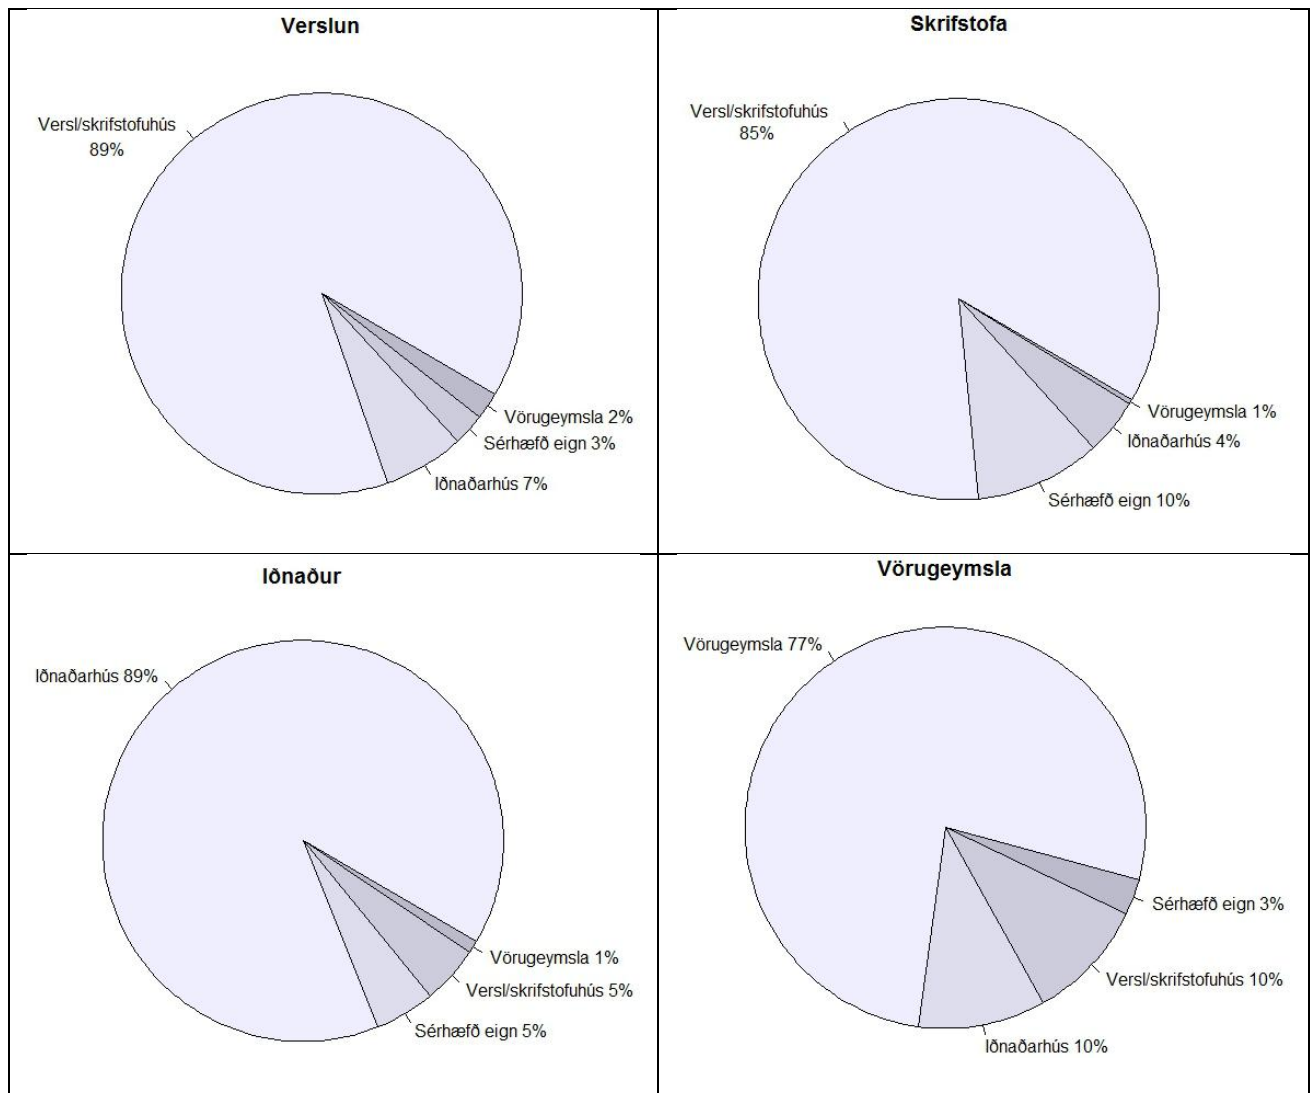 Verslun
Versl/skrifstofuhús
89%
Vörugeymsla 2%
Sérhæfð eign 3%
Iðnaðarhús 7%
Skrifstofa
Versl/skrifstofuhús
85%
Vörugeymsla 1%
Iðnaðarhús 4%
Sérhæfð eign 10%
Iðnaður
Iðnaðarhús 89%
Vörugeymsla 1%
Versl/skrifstofuhús 5%
Sérhæfð eign 5%
Vörugeymsla
Vörugeymsla 77%
Sérhæfð eign 3%
Versl/skrifstofuhús 10%
Iðnaðarhús 10%